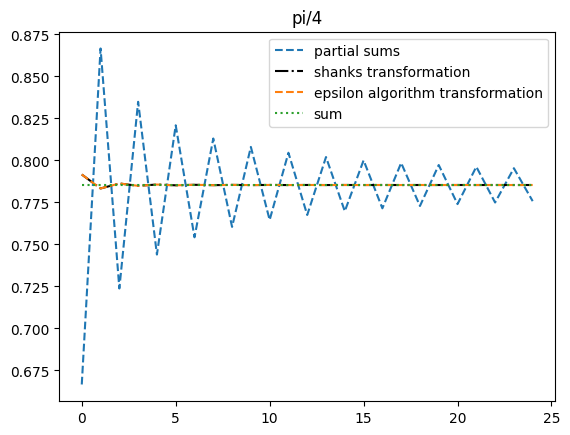 pi/4
0.875
0.850
0.825
0.800
0.775
0.750
0.725
0.700
0.675
partial sums
shanks transformation
epsilon algorithm transformation
sum
0 5 10 15 20 25